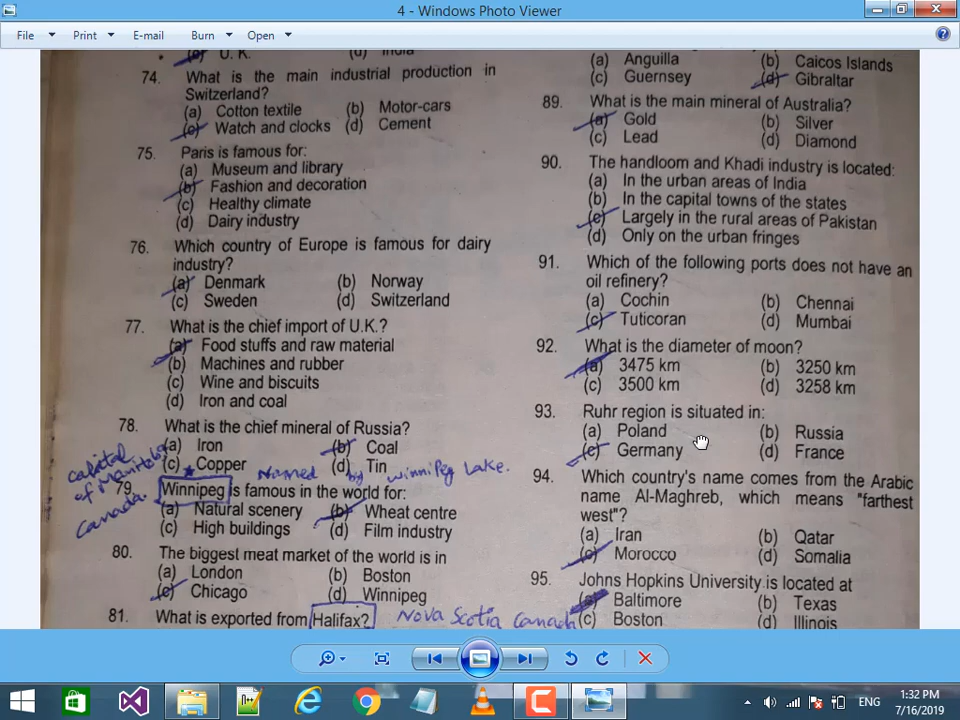 4 - Windows Photo Viewer
File Print E-mail Burn Open
U. K. (d) India
74. What is the main industrial production in
Switzerland?
(a) Cotton textile (b) Motor-cars
(c) Watch and clocks (d) Cement
75. Paris is famous for:
(a) Museum and library
(b) Fashion and decoration
(c) Healthy climate
(d) Dairy industry
76. Which country of Europe is famous for dairy
industry?
(a) Denmark (b) Norway
(c) Sweden (d) Switzerland
77. What is the chief import of U.K.?
(a) Food stuffs and raw material
(b) Machines and rubber
(c) Wine and biscuits
(d) Iron and coal
78. What is the chief mineral of Russia?
(a) Iron (b) Coal
(c) Copper (d) Tin
capital
of Manitoba
Canada.
Named by winnipeg Lake.
79. Winnipeg is famous in the world for:
(a) Natural scenery (b) Wheat centre
(c) High buildings (d) Film industry
80. The biggest meat market of the world is in
(a) London (b) Boston
(c) Chicago (d) Winnipeg
81. What is exported from Halifax? Nova Scotia Canada
(a) Anguilla (b) Caicos Islands
(c) Guernsey (d) Gibraltar
89. What is the main mineral of Australia?
(a) Gold (b) Silver
(c) Lead (d) Diamond
90. The handloom and Khadi industry is located:
(a) In the urban areas of India
(b) In the capital towns of the states
(c) Largely in the rural areas of Pakistan
(d) Only on the urban fringes
91. Which of the following ports does not have an
oil refinery?
(a) Cochin (b) Chennai
(c) Tuticoran (d) Mumbai
92. What is the diameter of moon?
(a) 3475 km (b) 3250 km
(c) 3500 km (d) 3258 km
93. Ruhr region is situated in:
(a) Poland (b) Russia
(c) Germany (d) France
94. Which country's name comes from the Arabic
name Al-Maghreb, which means "farthest
west"?
(a) Iran (b) Qatar
(c) Morocco (d) Somalia
95. Johns Hopkins University is located at
(a) Baltimore (b) Texas
(c) Boston (d) Illinois
ENG
1:32 PM
7/16/2019